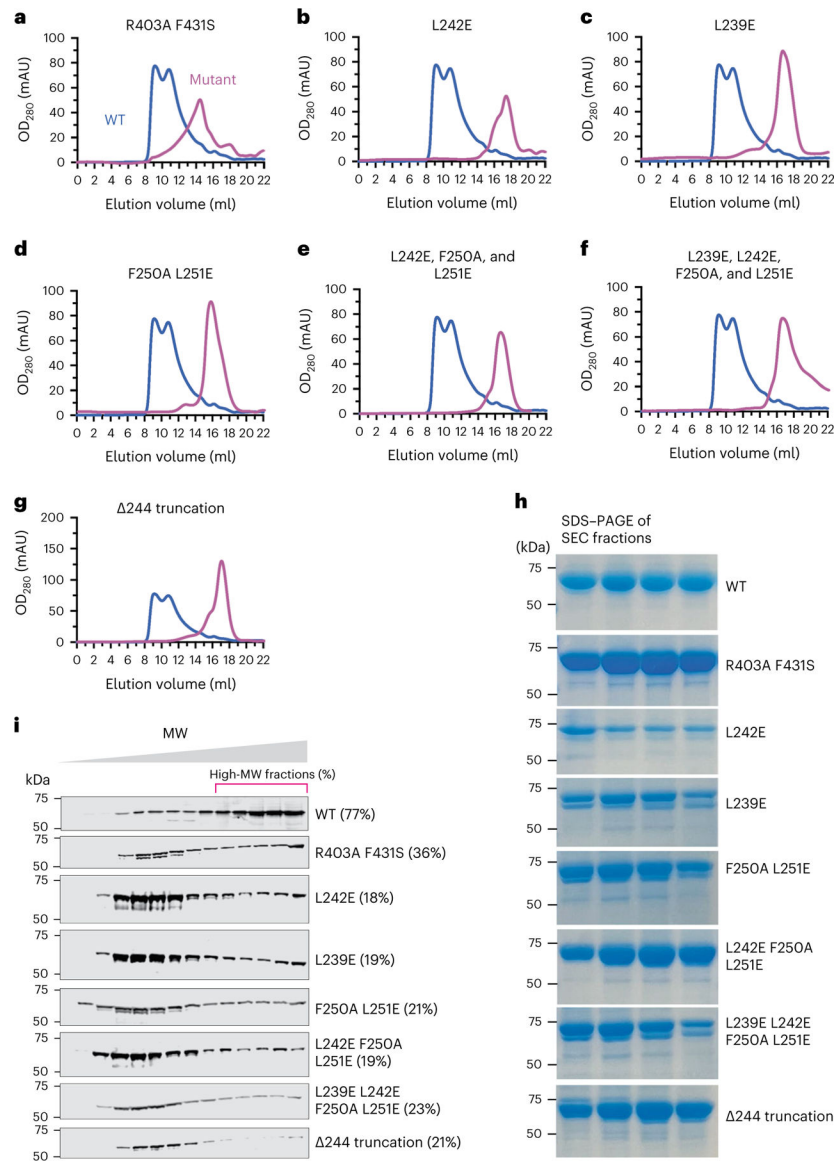 a
R403A F431S
OD280 (mAU)
100
80
60
40
20
0
WT
Mutant
0 2 4 6 8 10 12 14 16 18 20 22
Elution volume (ml)
b
L242E
OD280 (mAU)
100
80
60
40
20
0
0 2 4 6 8 10 12 14 16 18 20 22
Elution volume (ml)
c
L239E
OD280 (mAU)
100
80
60
40
20
0
0 2 4 6 8 10 12 14 16 18 20 22
Elution volume (ml)
d
F250A L251E
OD280 (mAU)
100
80
60
40
20
0
0 2 4 6 8 10 12 14 16 18 20 22
Elution volume (ml)
e
L242E, F250A, and
L251E
OD280 (mAU)
100
80
60
40
20
0
0 2 4 6 8 10 12 14 16 18 20 22
Elution volume (ml)
f
L239E, L242E,
F250A, and L251E
OD280 (mAU)
100
80
60
40
20
0
0 2 4 6 8 10 12 14 16 18 20 22
Elution volume (ml)
g
Δ244 truncation
OD280 (mAU)
200
150
100
50
0
0 2 4 6 8 10 12 14 16 18 20 22
Elution volume (ml)
h
SDS–PAGE of
SEC fractions
(kDa)
75
50
WT
75
50
R403A F431S
75
50
L242E
75
50
L239E
75
50
F250A L251E
75
50
L242E F250A
L251E
75
50
L239E L242E
F250A L251E
75
50
Δ244 truncation
i
MW
High-MW fractions (%)
kDa
75
50
WT (77%)
75
50
R403A F431S (36%)
75
50
L242E (18%)
75
50
L239E (19%)
75
50
F250A L251E (21%)
75
50
L242E F250A
L251E (19%)
75
50
L239E L242E
F250A L251E (23%)
75
50
Δ244 truncation (21%)